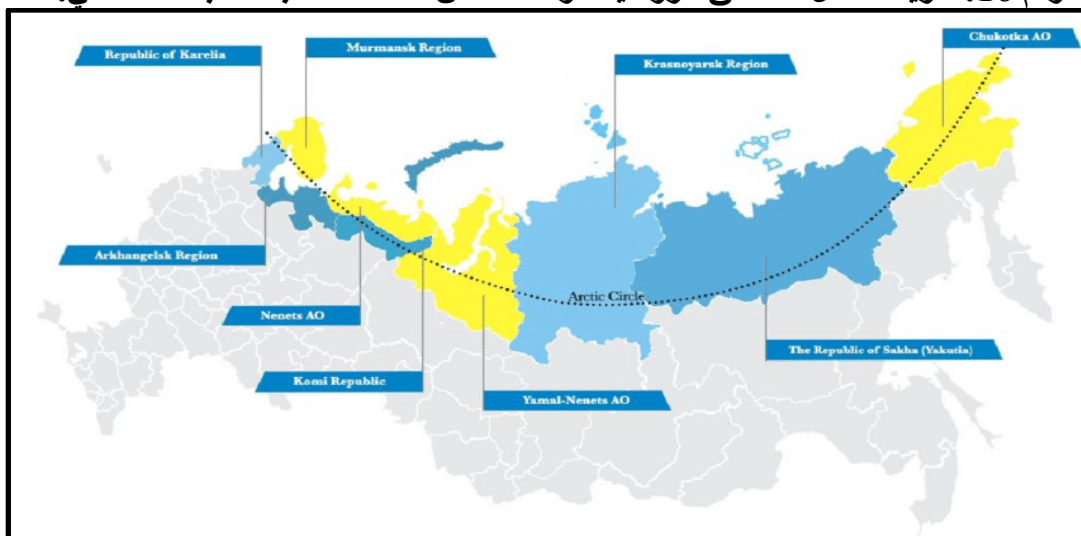 Republic of Karelia
Murmansk Region
Krasnoyarsk Region
Chukotka AO
Arkhangelsk Region
Nenets AO
Komi Republic
Yamal-Nenets AO
Arctic Circle
The Republic of Sakha (Yakutia)